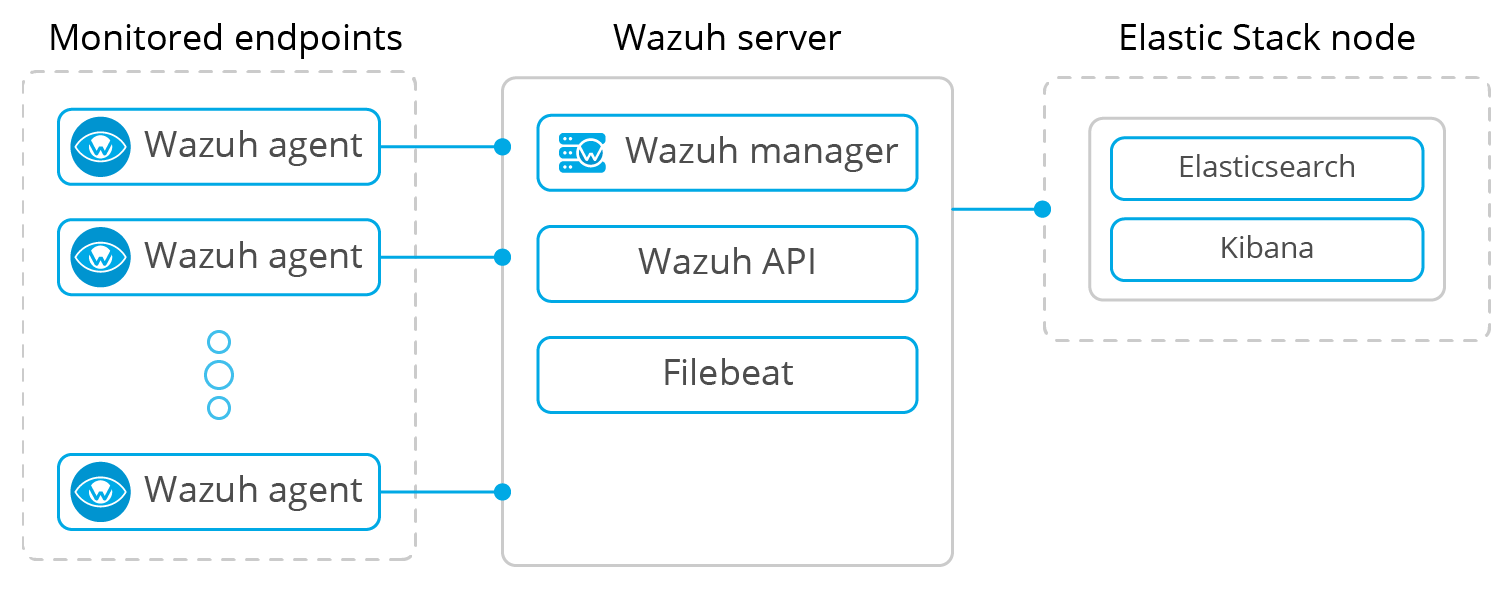 Monitored endpoints
Wazuh agent
Wazuh agent
Wazuh agent
Wazuh server
Wazuh manager
Wazuh API
Filebeat
Elastic Stack node
Elasticsearch
Kibana